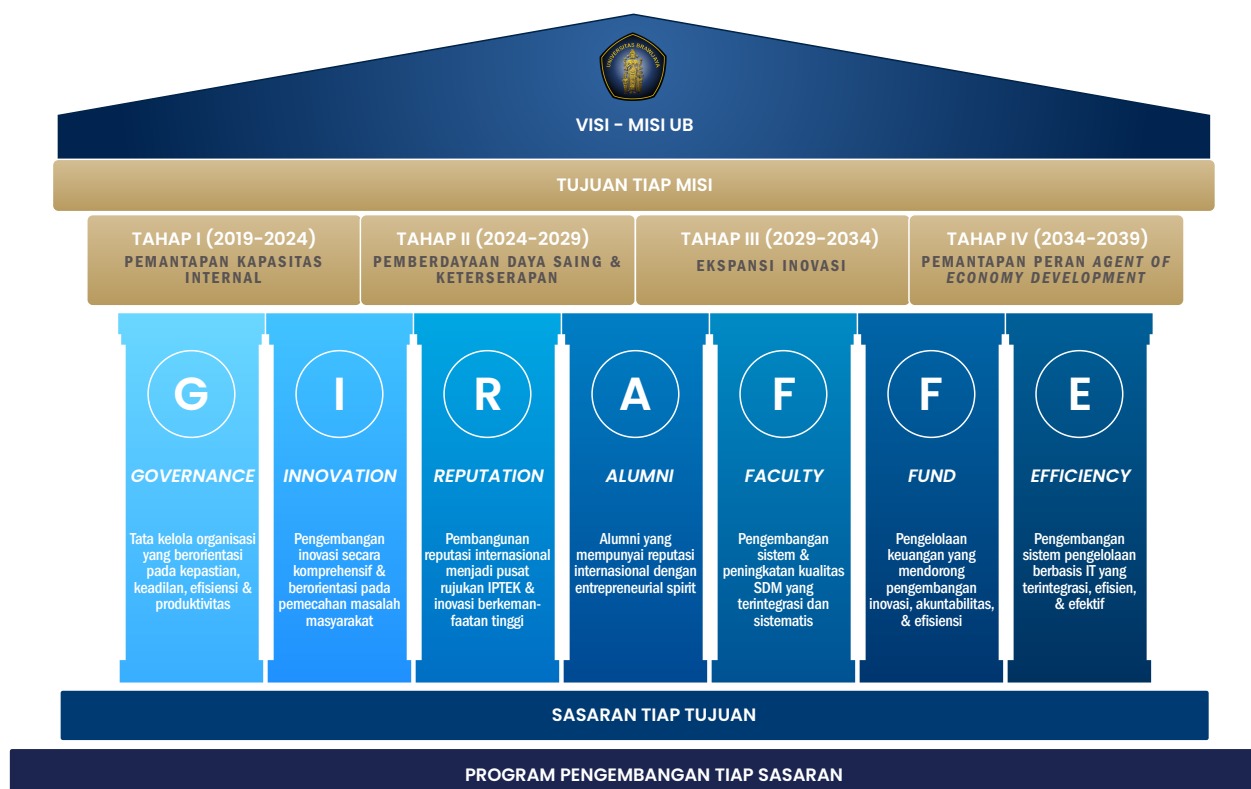 UNIVERSITAS BRAWIJAYA
VISI - MISI UB
TUJUAN TIAP MISI
TAHAP I (2019-2024)
PEMANTAPAN KAPASITAS
INTERNAL
TAHAP II (2024-2029)
PEMBERDAYAAN DAYA SAING &
KETERSERAPAN
TAHAP III (2029-2034)
EKSPANSI INOVASI
TAHAP IV (2034-2039)
PEMANTAPAN PERAN AGENT OF
ECONOMY DEVELOPMENT
G
GOVERNANCE
Tata kelola organisasi
yang berorientasi
pada kepastian,
keadilan, efisiensi &
produktivitas
I
INNOVATION
Pengembangan
inovasi secara
komprehensif &
berorientasi pada
pemecahan masalah
masyarakat
R
REPUTATION
Pembangunan
reputasi internasional
menjadi pusat
rujukan IPTEK &
inovasi berkeman-
faatan tinggi
A
ALUMNI
Alumni yang
mempunyai reputasi
internasional dengan
entrepreneurial spirit
F
FACULTY
Pengembangan
sistem &
peningkatan kualitas
SDM yang
terintegrasi dan
sistematis
F
FUND
Pengelolaan
keuangan yang
mendorong
pengembangan
inovasi, akuntabilitas,
& efisiensi
E
EFFICIENCY
Pengembangan
sistem pengelolaan
berbasis IT yang
terintegrasi, efisien,
& efektif
SASARAN TIAP TUJUAN
PROGRAM PENGEMBANGAN TIAP SASARAN